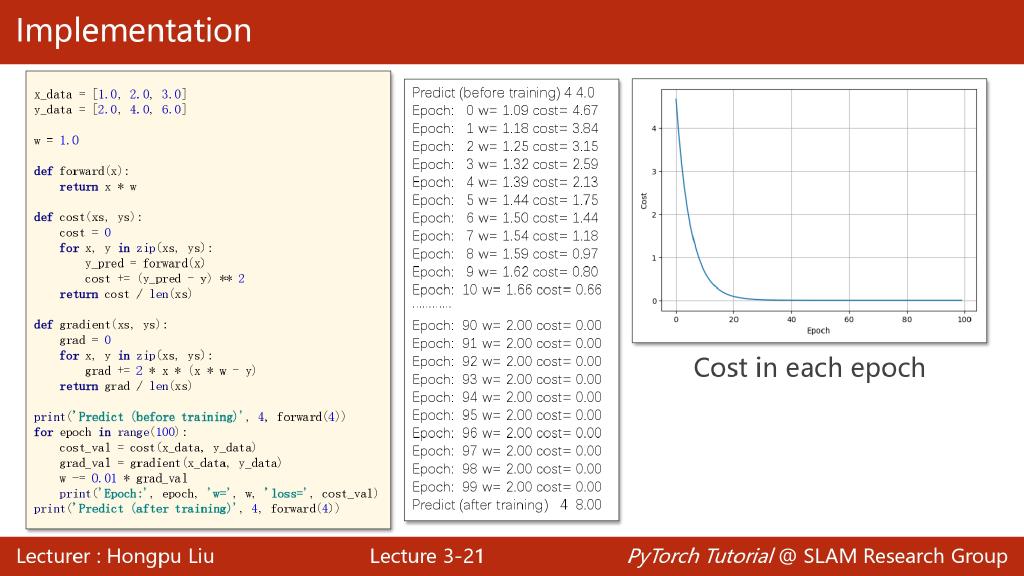 Implementation
x_data = [1.0, 2.0, 3.0]
y_data = [2.0, 4.0, 6.0]
w = 1.0
def forward(x):
    return x * w
def cost(xs, ys):
    cost = 0
    for x, y in zip(xs, ys):
        y_pred = forward(x)
        cost += (y_pred - y) ** 2
    return cost / len(xs)
def gradient(xs, ys):
    grad = 0
    for x, y in zip(xs, ys):
        grad += 2 * x * (x * w - y)
    return grad / len(xs)
print('Predict (before training)', 4, forward(4))
for epoch in range(100):
    cost_val = cost(x_data, y_data)
    grad_val = gradient(x_data, y_data)
    w -= 0.01 * grad_val
    print('Epoch:', epoch, 'w=', w, 'loss=', cost_val)
print('Predict (after training)', 4, forward(4))
Predict (before training) 4 4.0
Epoch: 0 w= 1.09 cost= 4.67
Epoch: 1 w= 1.18 cost= 3.84
Epoch: 2 w= 1.25 cost= 3.15
Epoch: 3 w= 1.32 cost= 2.59
Epoch: 4 w= 1.39 cost= 2.13
Epoch: 5 w= 1.44 cost= 1.75
Epoch: 6 w= 1.50 cost= 1.44
Epoch: 7 w= 1.54 cost= 1.18
Epoch: 8 w= 1.59 cost= 0.97
Epoch: 9 w= 1.62 cost= 0.80
Epoch: 10 w= 1.66 cost= 0.66
............
Epoch: 90 w= 2.00 cost= 0.00
Epoch: 91 w= 2.00 cost= 0.00
Epoch: 92 w= 2.00 cost= 0.00
Epoch: 93 w= 2.00 cost= 0.00
Epoch: 94 w= 2.00 cost= 0.00
Epoch: 95 w= 2.00 cost= 0.00
Epoch: 96 w= 2.00 cost= 0.00
Epoch: 97 w= 2.00 cost= 0.00
Epoch: 98 w= 2.00 cost= 0.00
Epoch: 99 w= 2.00 cost= 0.00
Predict (after training) 4 8.00
4
3
2
1
0
Cost
0 20 40 60 80 100
Epoch
Cost in each epoch
Lecturer : Hongpu Liu
Lecture 3-21
PyTorch Tutorial @ SLAM Research Group